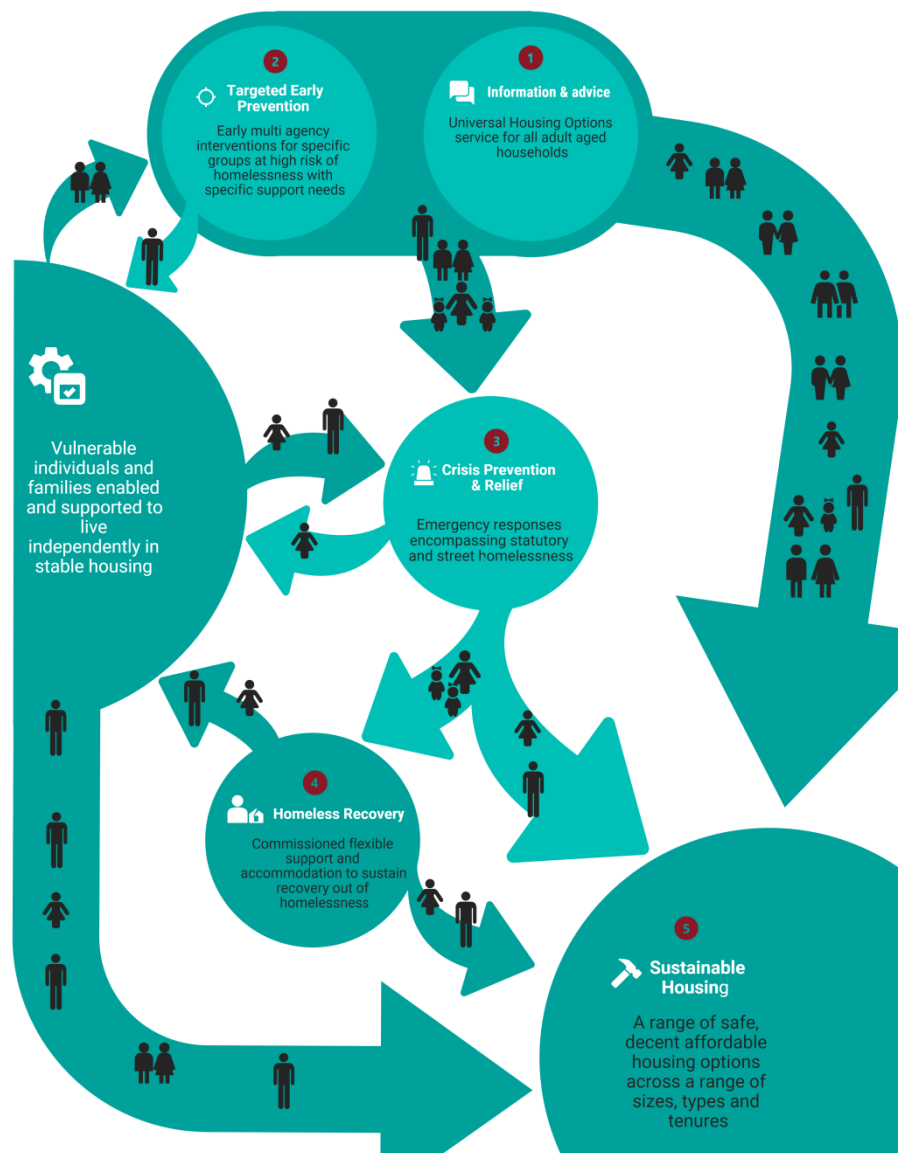 2
Targeted Early
Prevention
Early multi agency
interventions for specific
groups at high risk of
homelessness with
specific support needs
1
Information & advice
Universal Housing Options
service for all adult aged
households
Vulnerable
individuals and
families enabled
and supported to
live
independently in
stable housing
3
Crisis Prevention
& Relief
Emergency responses
encompassing statutory
and street homelessness
4
Homeless Recovery
Commissioned flexible
support and
accommodation to sustain
recovery out of
homelessness
5
Sustainable
Housing
A range of safe,
decent affordable
housing options
across a range of
sizes, types and
tenures